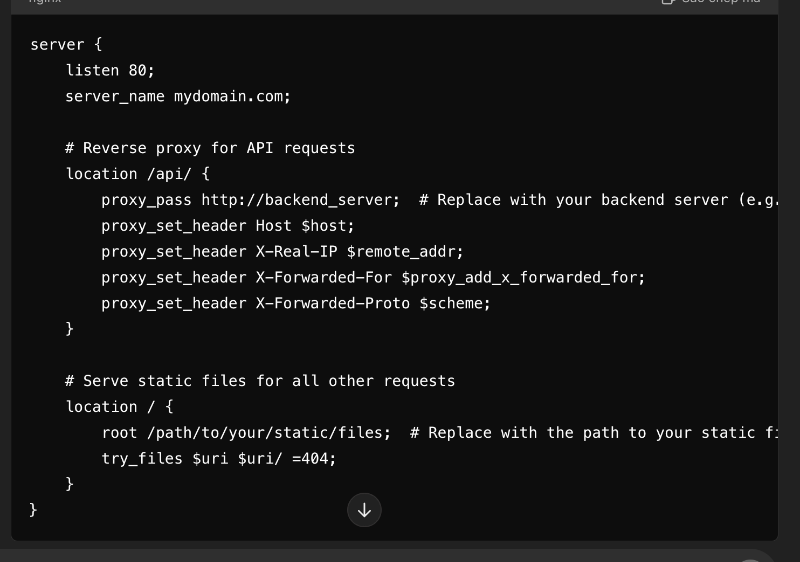 nginx
Sao chép mã
server {
    listen 80;
    server_name mydomain.com;

    # Reverse proxy for API requests
    location /api/ {
        proxy_pass http://backend_server;  # Replace with your backend server (e.g.
        proxy_set_header Host $host;
        proxy_set_header X-Real-IP $remote_addr;
        proxy_set_header X-Forwarded-For $proxy_add_x_forwarded_for;
        proxy_set_header X-Forwarded-Proto $scheme;
    }

    # Serve static files for all other requests
    location / {
        root /path/to/your/static/files;  # Replace with the path to your static
        try_files $uri $uri/ =404;
    }
}